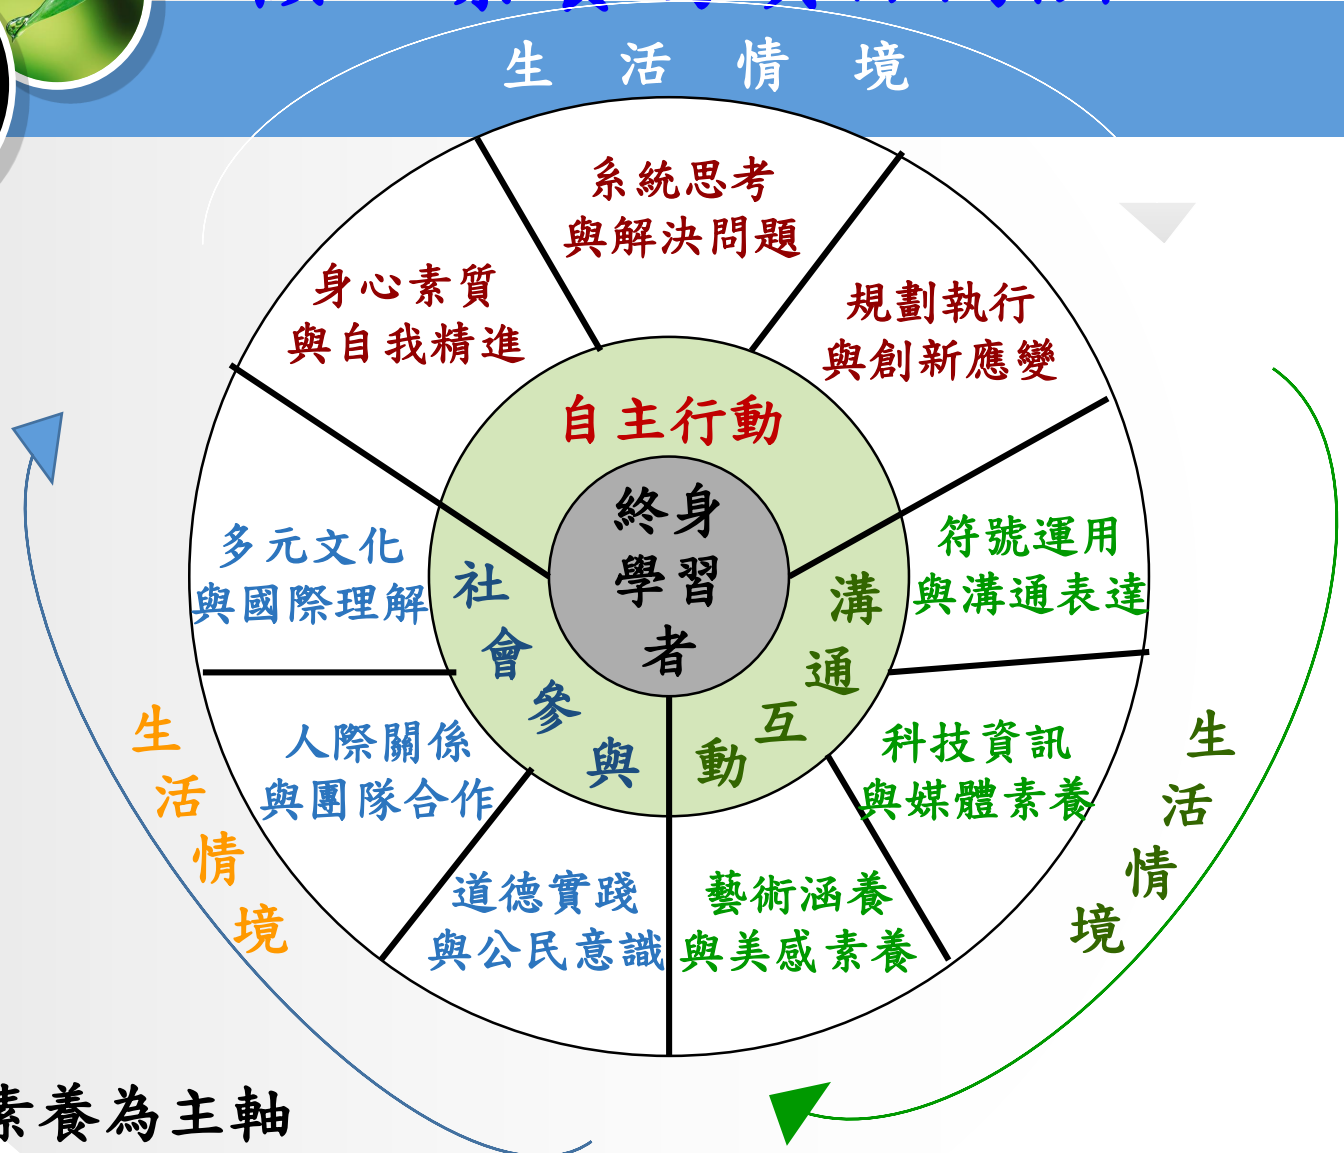 生活情境
系統思考
與解決問題
身心素質
與自我精進
規劃執行
與創新應變
自主行動
終身
學習
者
多元文化
與國際理解
社會參與
溝通互動
符號運用
與溝通表達
人際關係
與團隊合作
科技資訊
與媒體素養
道德實踐
與公民意識
藝術涵養
與美感素養
生活情境
生活情境
素養為主軸